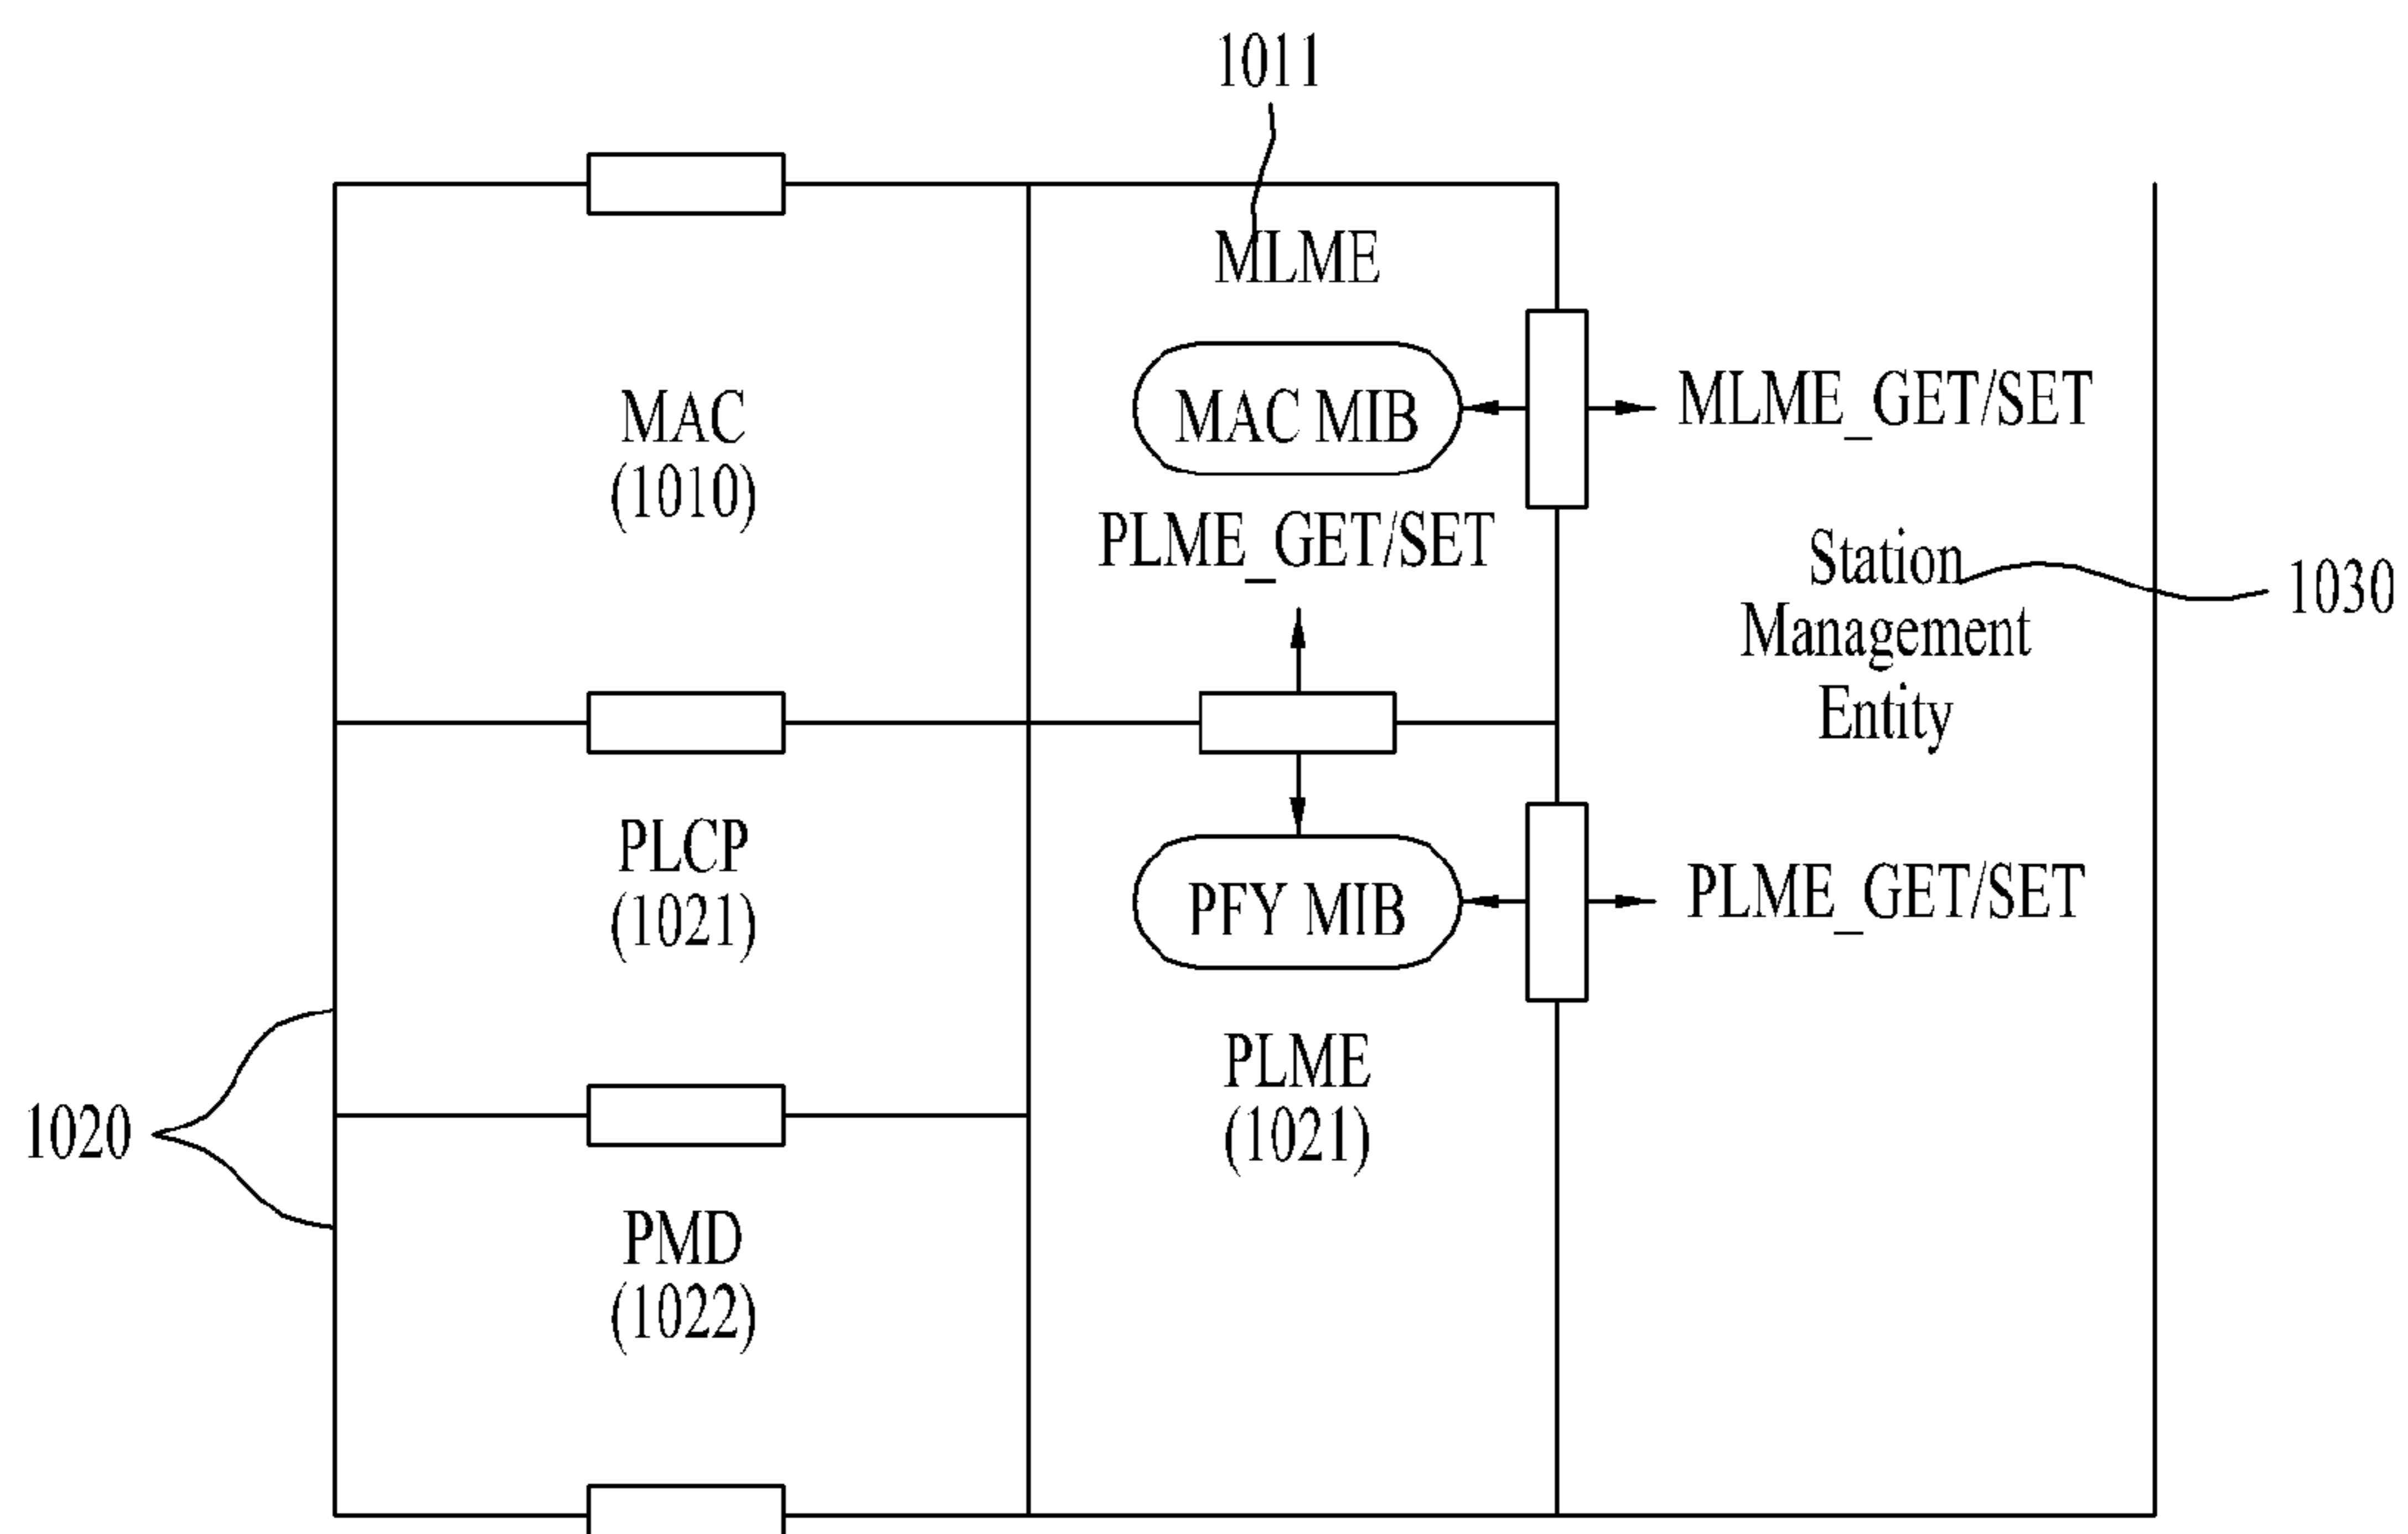 1011
MLME
MAC
(1010)
MAC MIB
MLME_GET/SET
PLME_GET/SET
Station
Management
Entity
1030
PLCP
(1021)
PFY MIB
PLME_GET/SET
PLME
(1021)
1020
PMD
(1022)